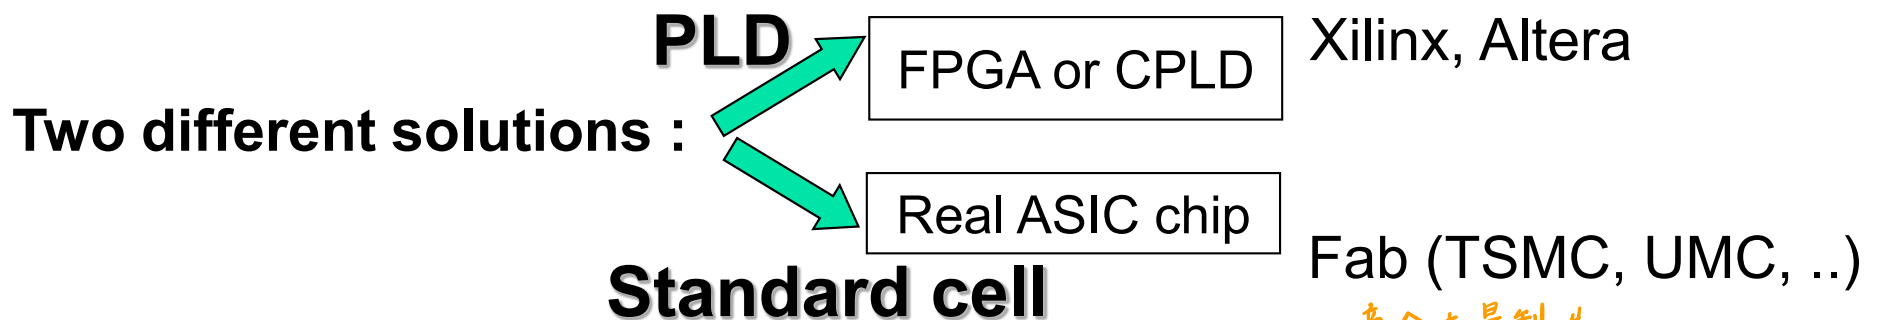 PLD
FPGA or CPLD
Xilinx, Altera
Two different solutions :
Real ASIC chip
Fab (TSMC, UMC, ..)
Standard cell